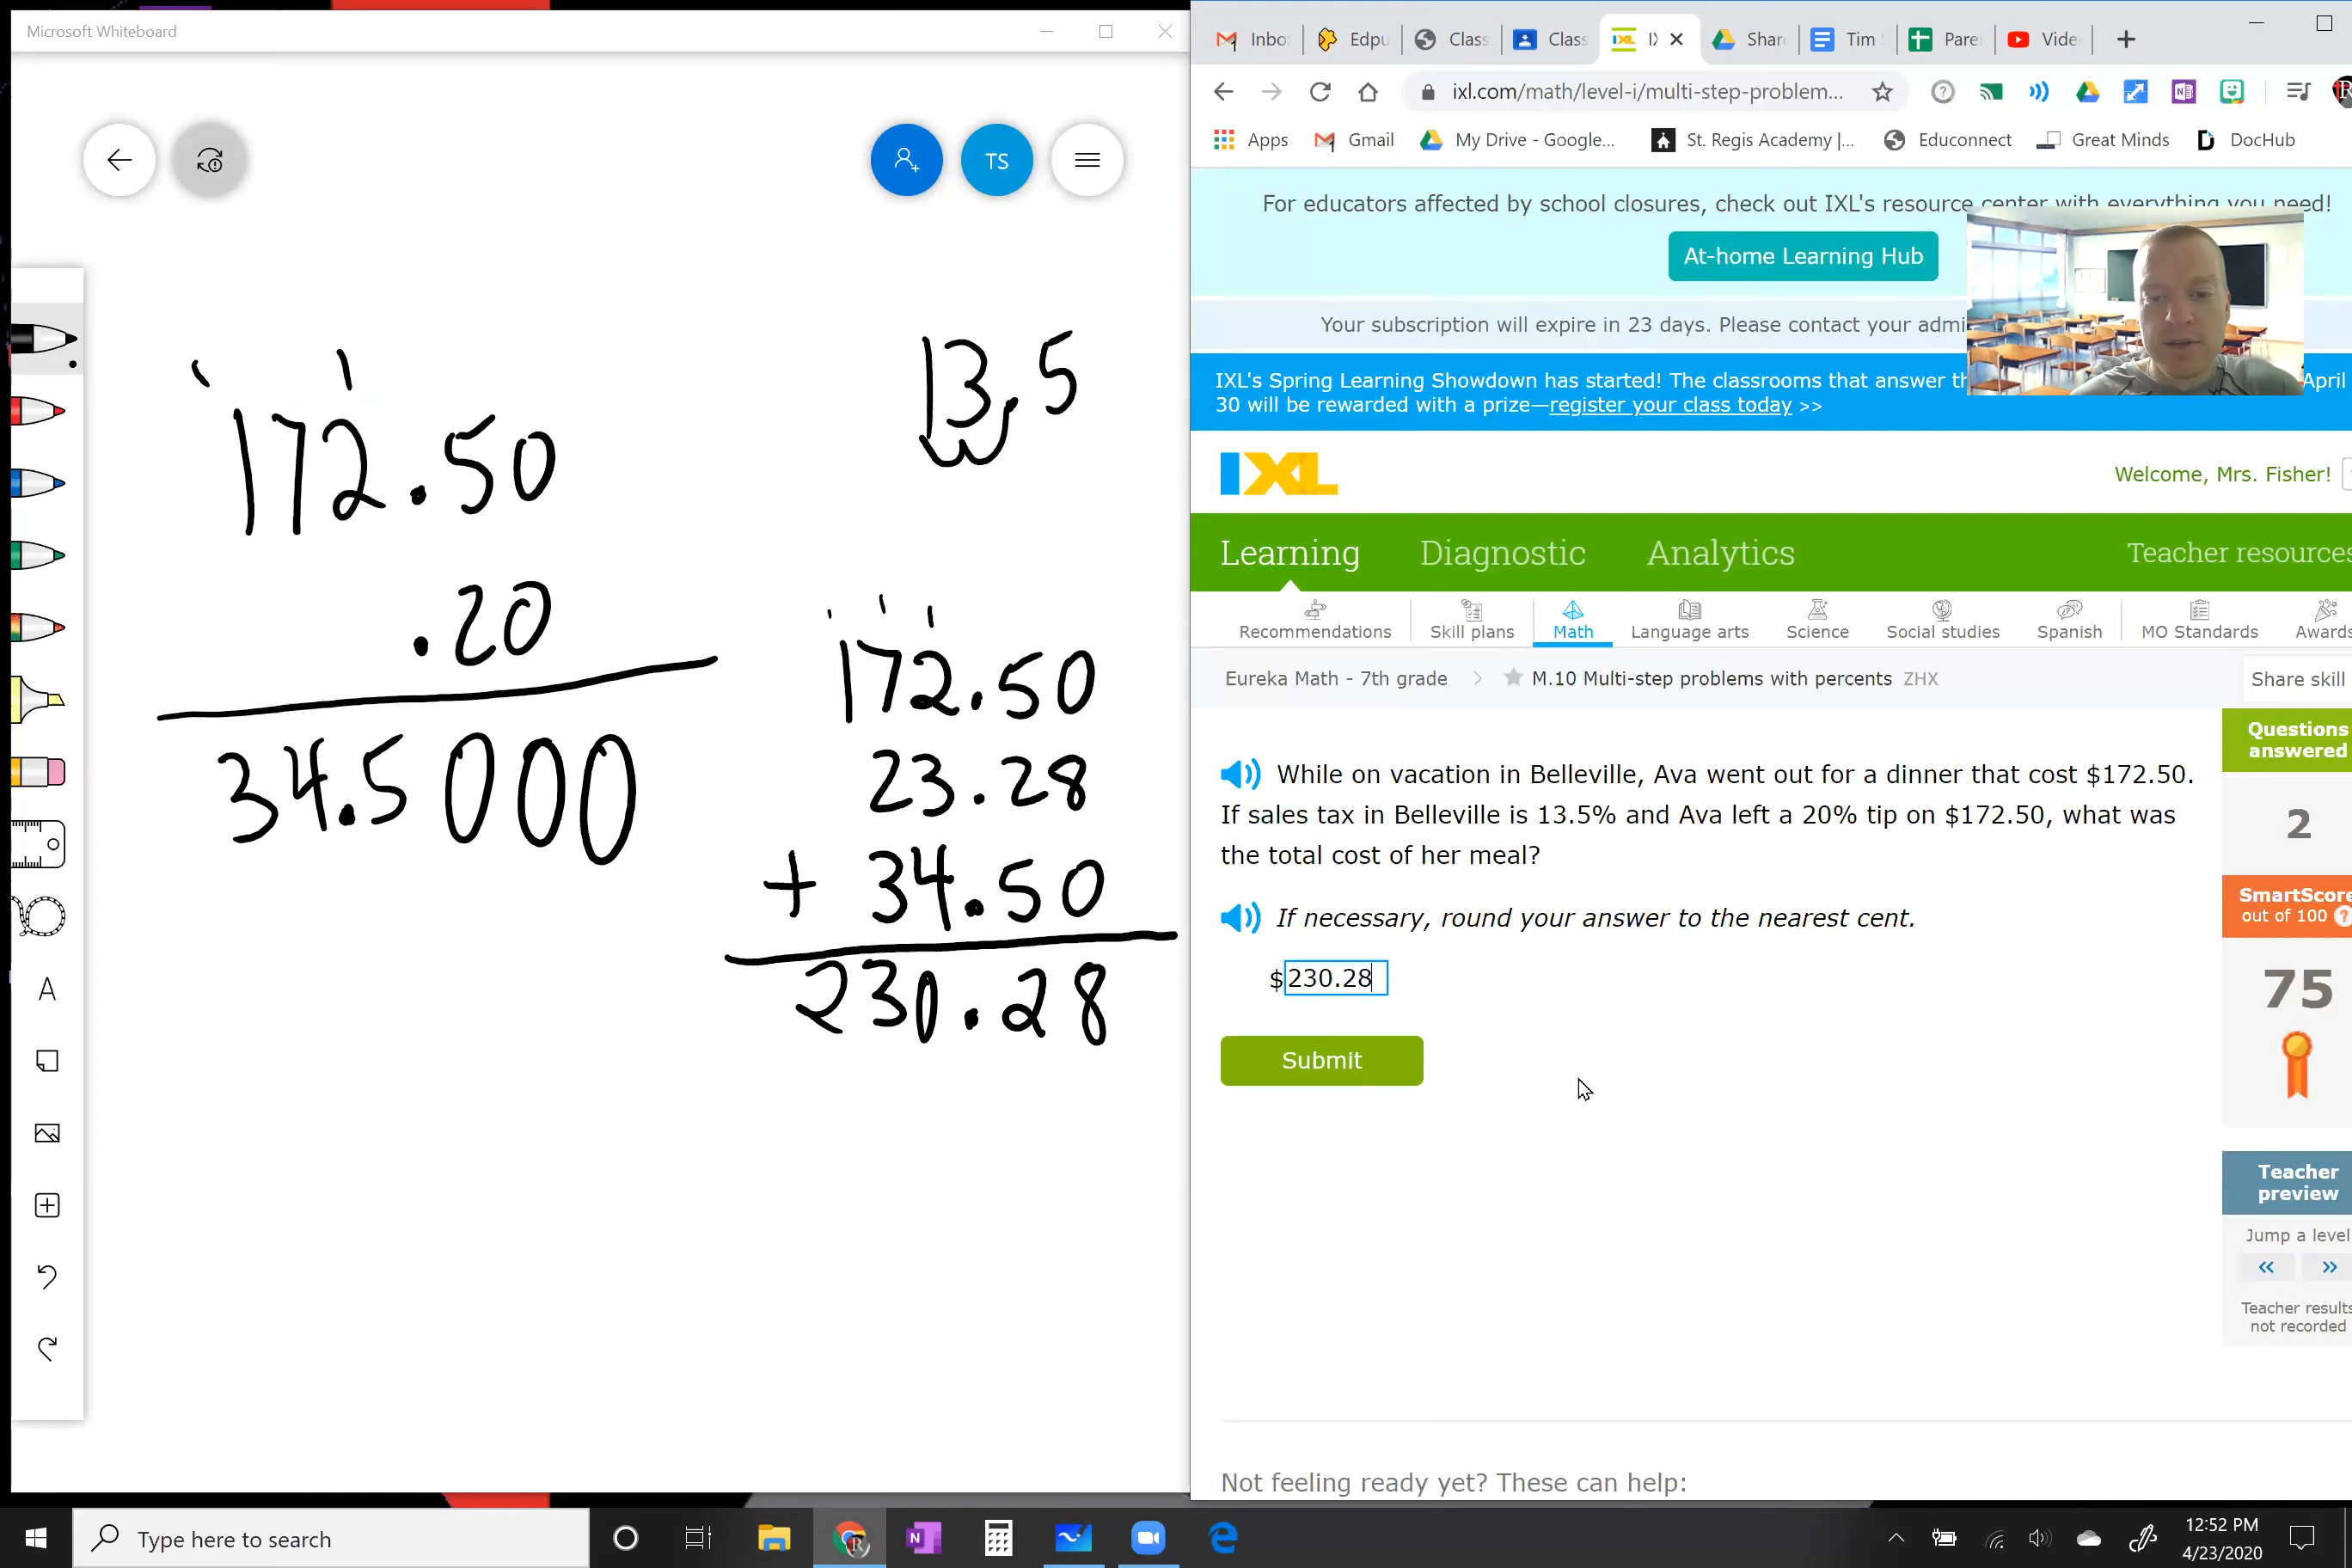 Microsoft Whiteboard
TS
172.50
.20
34.5000
13.5
172.50
23.28
+ 34.50
230.28
A
Inbo
Edpu
Class
Class
IXL
Share
Tim
Pare
Vide
ixl.com/math/level-i/multi-step-problem...
Apps
Gmail
My Drive - Google...
St. Regis Academy |...
Educonnect
Great Minds
DocHub
For educators affected by school closures, check out IXL's resource center with everything you need!
At-home Learning Hub
Your subscription will expire in 23 days. Please contact your admi
IXL's Spring Learning Showdown has started! The classrooms that answer th
April
30 will be rewarded with a prize—register your class today >>
IXL
Welcome, Mrs. Fisher!
Learning
Diagnostic
Analytics
Teacher resources
Recommendations
Skill plans
Math
Language arts
Science
Social studies
Spanish
MO Standards
Awards
Eureka Math - 7th grade > M.10 Multi-step problems with percents ZHX
Share skill
While on vacation in Belleville, Ava went out for a dinner that cost $172.50.
If sales tax in Belleville is 13.5% and Ava left a 20% tip on $172.50, what was
the total cost of her meal?
If necessary, round your answer to the nearest cent.
$230.28
Submit
Questions
answered
2
SmartScore
out of 100 ?
75
Teacher
preview
Jump a level
<< >>
Teacher results
not recorded
Not feeling ready yet? These can help:
Type here to search
12:52 PM
4/23/2020